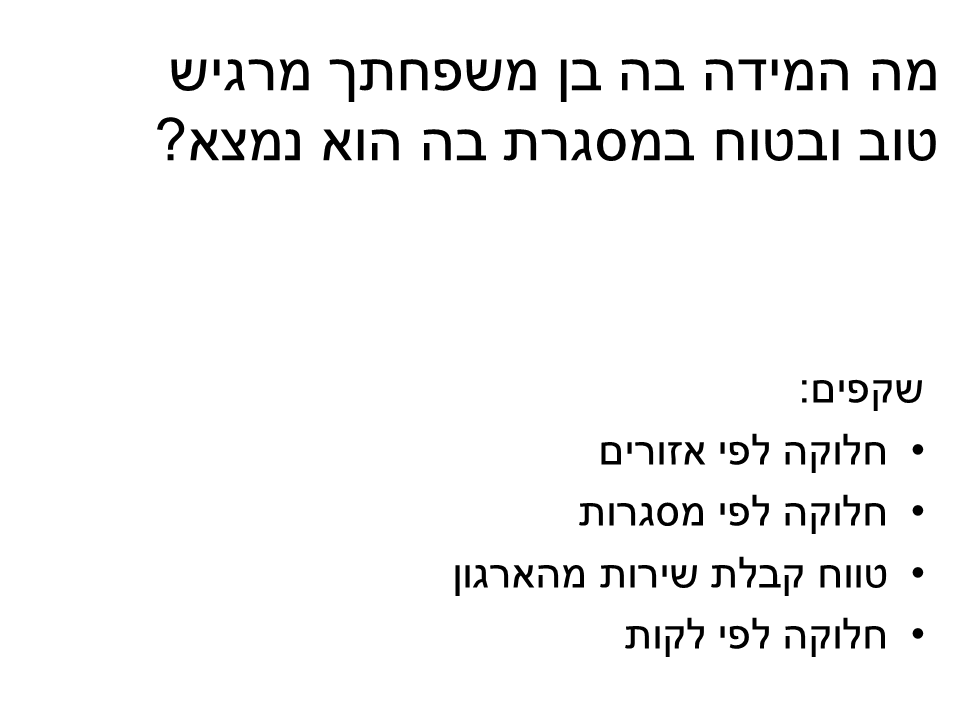 מה המידה בה בן משפחתך מרגיש
טוב ובטוח במסגרת בה הוא נמצא?
שקפים:
• חלוקה לפי אזורים
• חלוקה לפי מסגרות
• טווח קבלת שירות מהארגון
• חלוקה לפי לקות